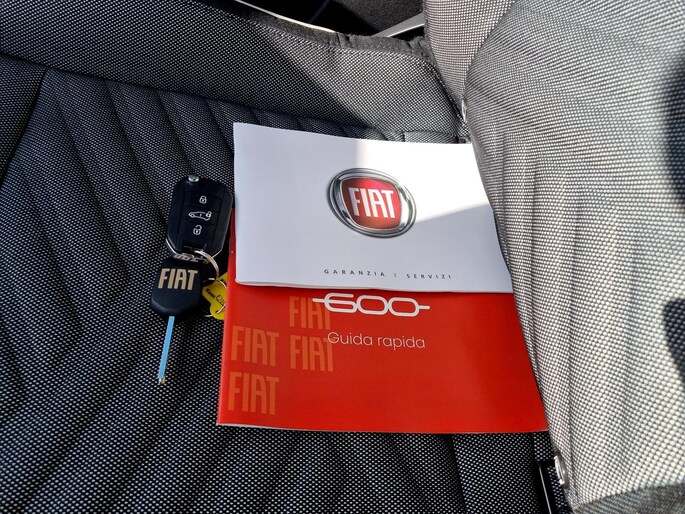 FIAT
GARANZIA E SERVIZI
600
Guida rapida
FIAT
FIAT FIAT
FIAT
FIAT